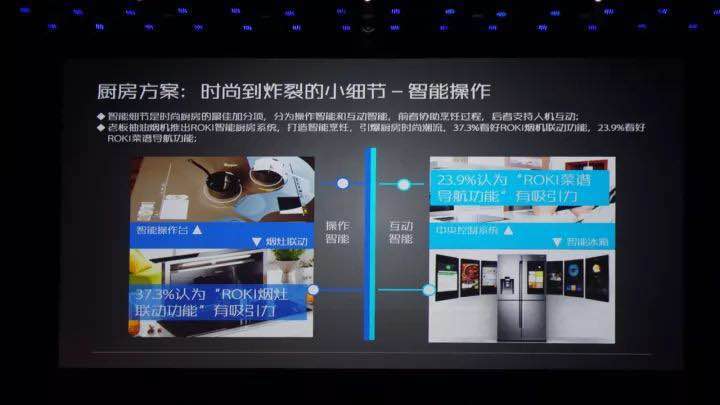 厨房方案：时尚到炸裂的小细节－智能操作
◆智能细节是时尚厨房的最佳加分项，分为操作智能和互动智能，前者协助烹饪过程，后者支持人机互动；
◆老板抽油烟机推出ROKI智能厨房系统，打造智能烹饪，引爆厨房时尚潮流，37.3%看好ROKI烟机联动功能，23.9%看好
ROKI菜谱导航功能；
智能操作台▲
▼烟灶联动
37.3%认为“ROKI烟灶
联动功能”有吸引力
操作
智能
互动
智能
23.9%认为“ROKI菜谱
导航功能”有吸引力
中央控制系统▲
▼智能冰箱